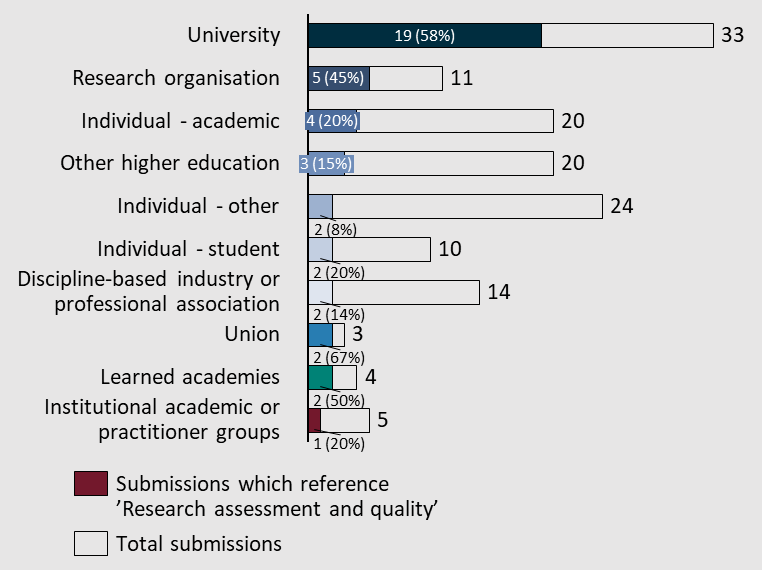 University 19 (58%) 33
Research organisation 5 (45%) 11
Individual - academic 4 (20%) 20
Other higher education 3 (15%) 20
Individual - other 24
2 (8%)
Individual - student 10
2 (20%)
Discipline-based industry or
professional association 14
2 (14%)
Union 3
2 (67%)
Learned academies 4
2 (50%)
Institutional academic or
practitioner groups 5
1 (20%)
Submissions which reference
’Research assessment and quality’
Total submissions